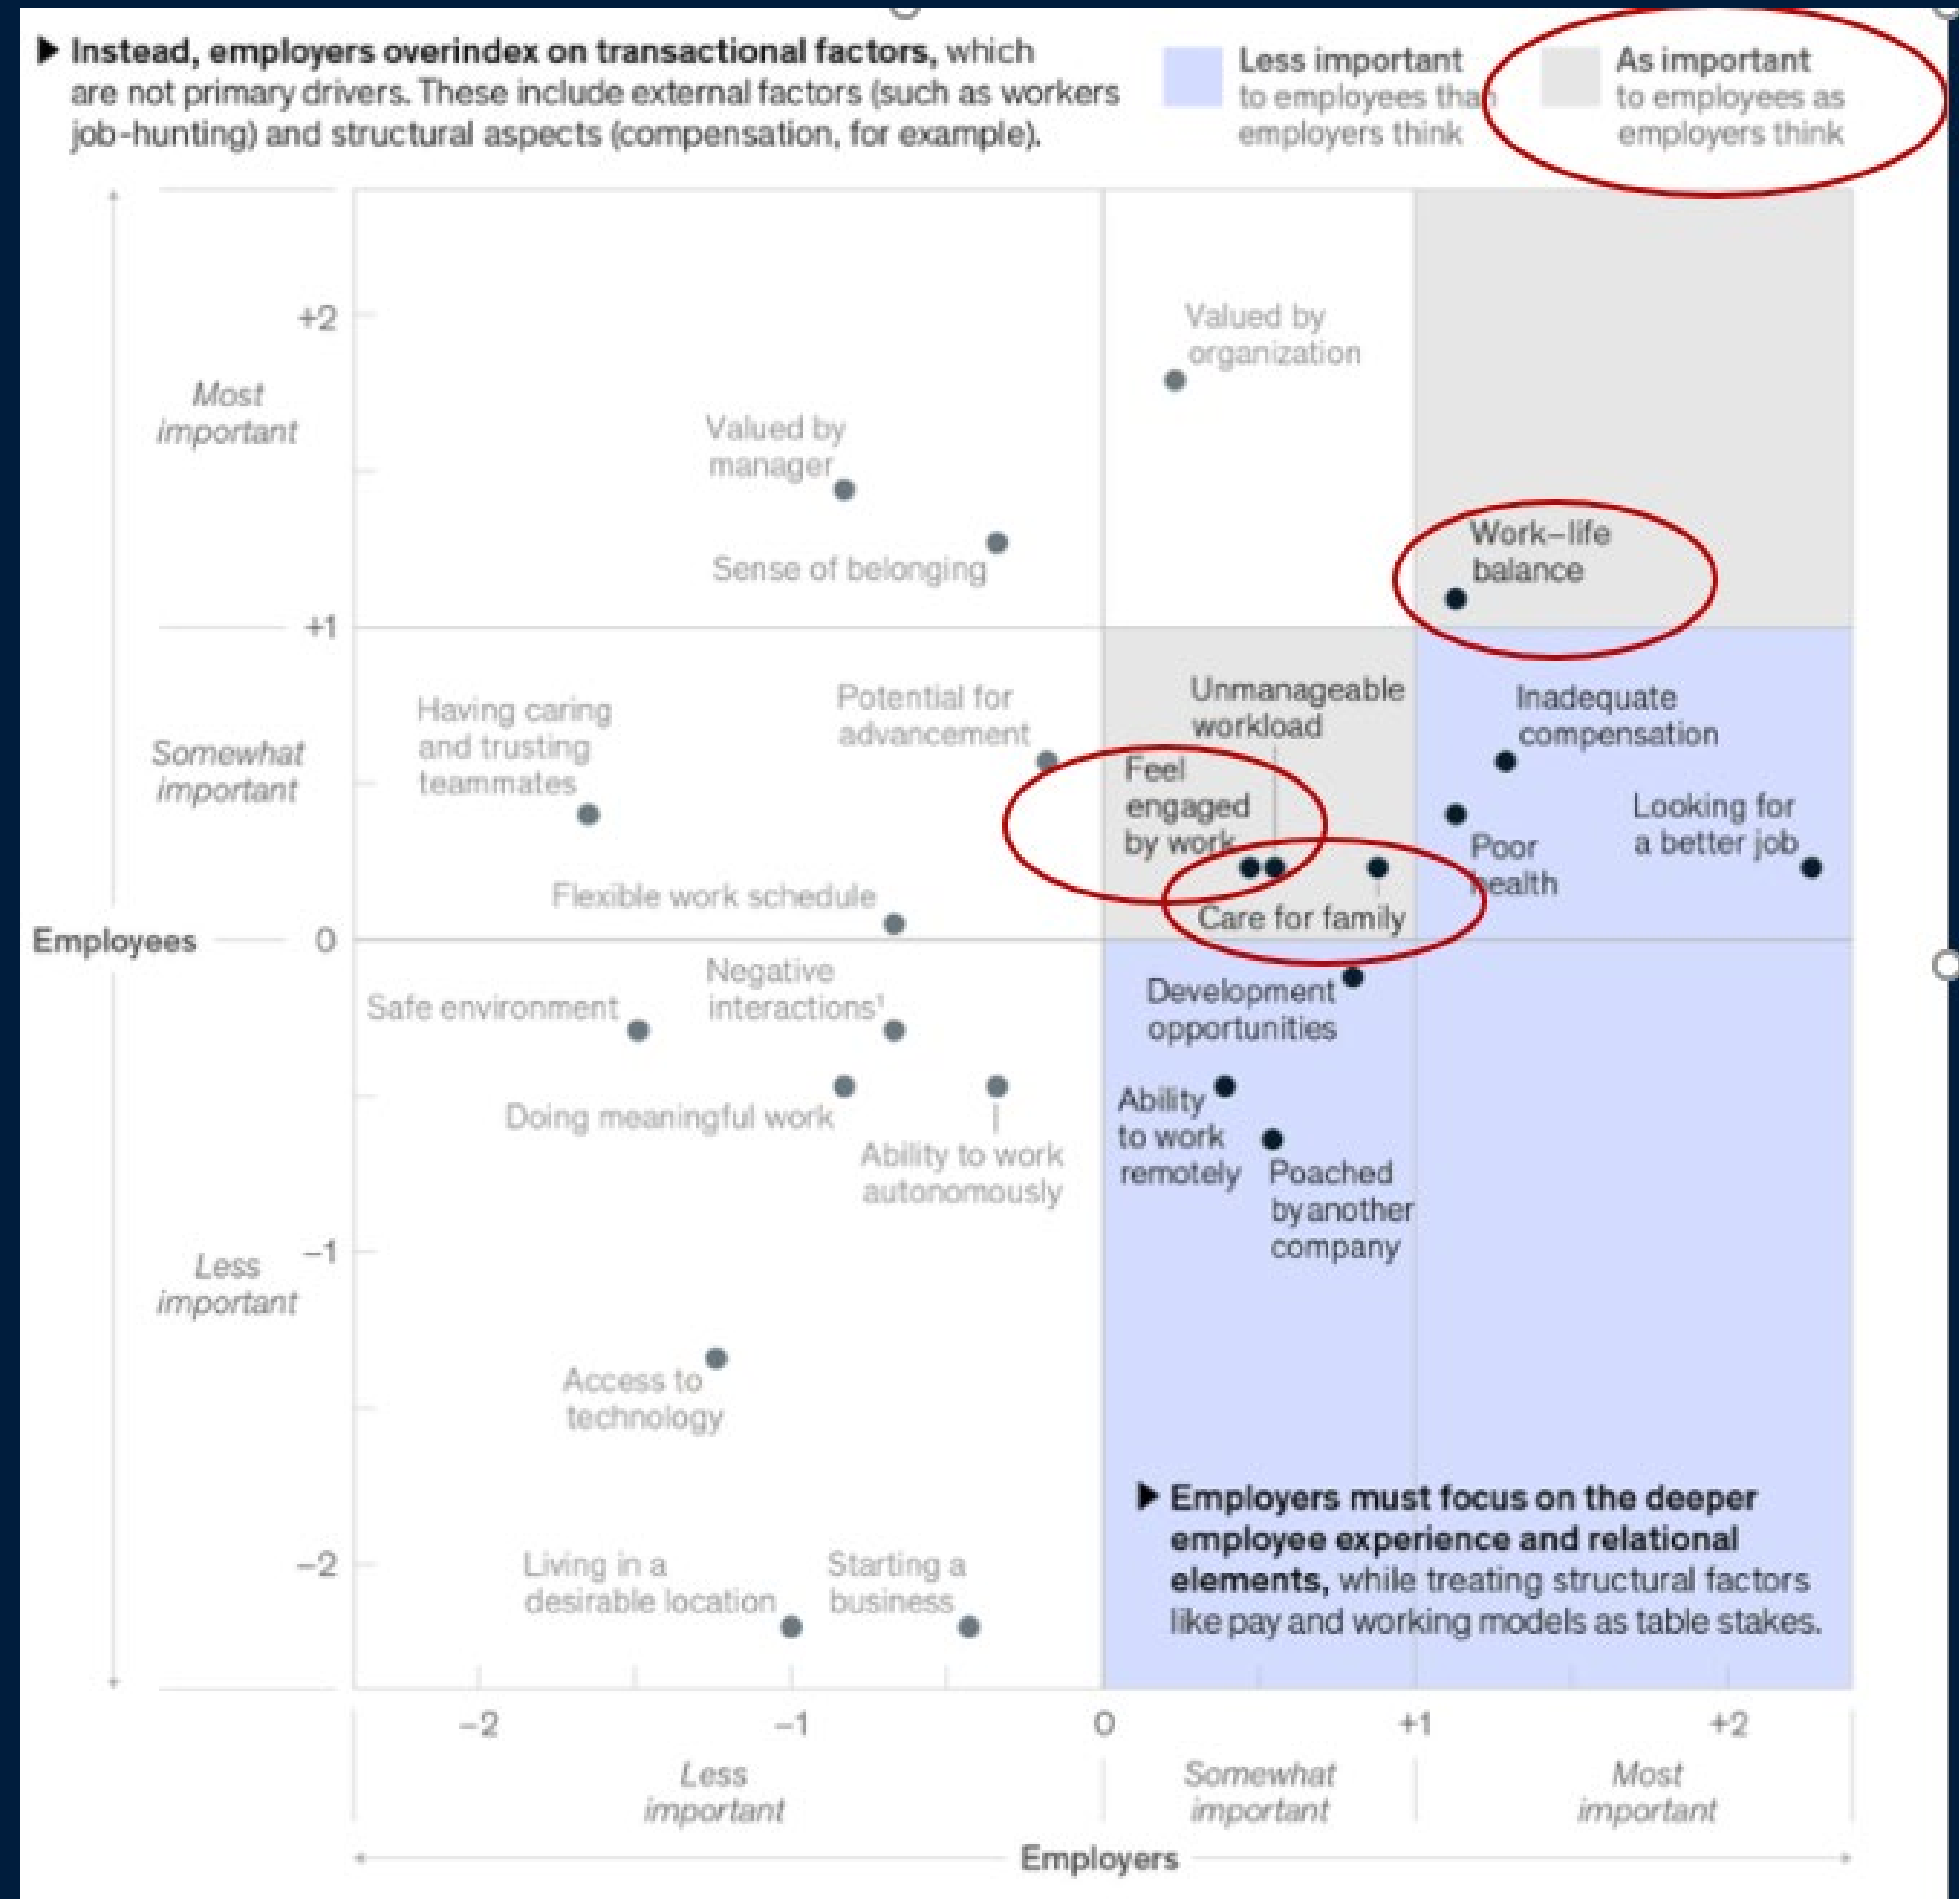 ▶ Instead, employers overindex on transactional factors, which
are not primary drivers. These include external factors (such as workers
job-hunting) and structural aspects (compensation, for example).
Less important
to employees than
employers think
As important
to employees as
employers think
+2
Most
important
Valued by
organization
Valued by
manager
Sense of belonging
Work–life
balance
+1
Somewhat
important
Having caring
and trusting
teammates
Potential for
advancement
Unmanageable
workload
Feel
engaged
by work
Inadequate
compensation
Looking for
a better job
Poor
health
Flexible work schedule
Care for family
Employees
0
Safe environment
Negative
interactions¹
Development
opportunities
Doing meaningful work
Ability to work
autonomously
Ability
to work
remotely
Poached
by another
company
–1
Less
important
Access to
technology
▶ Employers must focus on the deeper
employee experience and relational
elements, while treating structural factors
like pay and working models as table stakes.
–2
Living in a
desirable location
Starting a
business
–2
–1
0
+1
+2
Less
important
Somewhat
important
Most
important
Employers